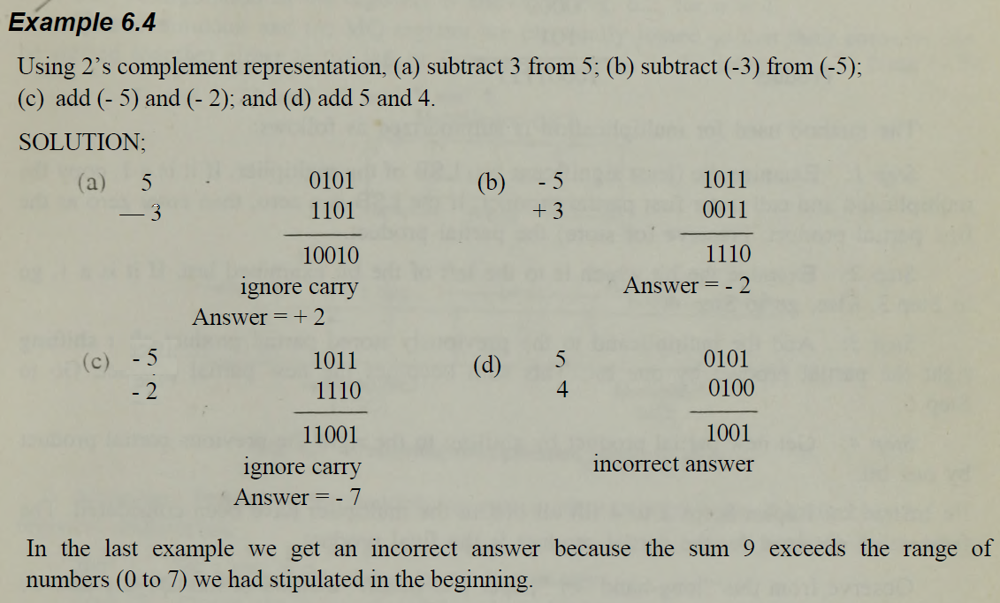 Example 6.4
Using 2’s complement representation, (a) subtract 3 from 5; (b) subtract (-3) from (-5);
(c) add (- 5) and (- 2); and (d) add 5 and 4.
SOLUTION;
(a) 5 0101 (b) - 5 1011
— 3 1101 + 3 0011
10010 1110
ignore carry Answer = - 2
Answer = + 2
(c) - 5 1011 (d) 5 0101
- 2 1110 4 0100
11001 1001
ignore carry incorrect answer
Answer = - 7
In the last example we get an incorrect answer because the sum 9 exceeds the range of
numbers (0 to 7) we had stipulated in the beginning.